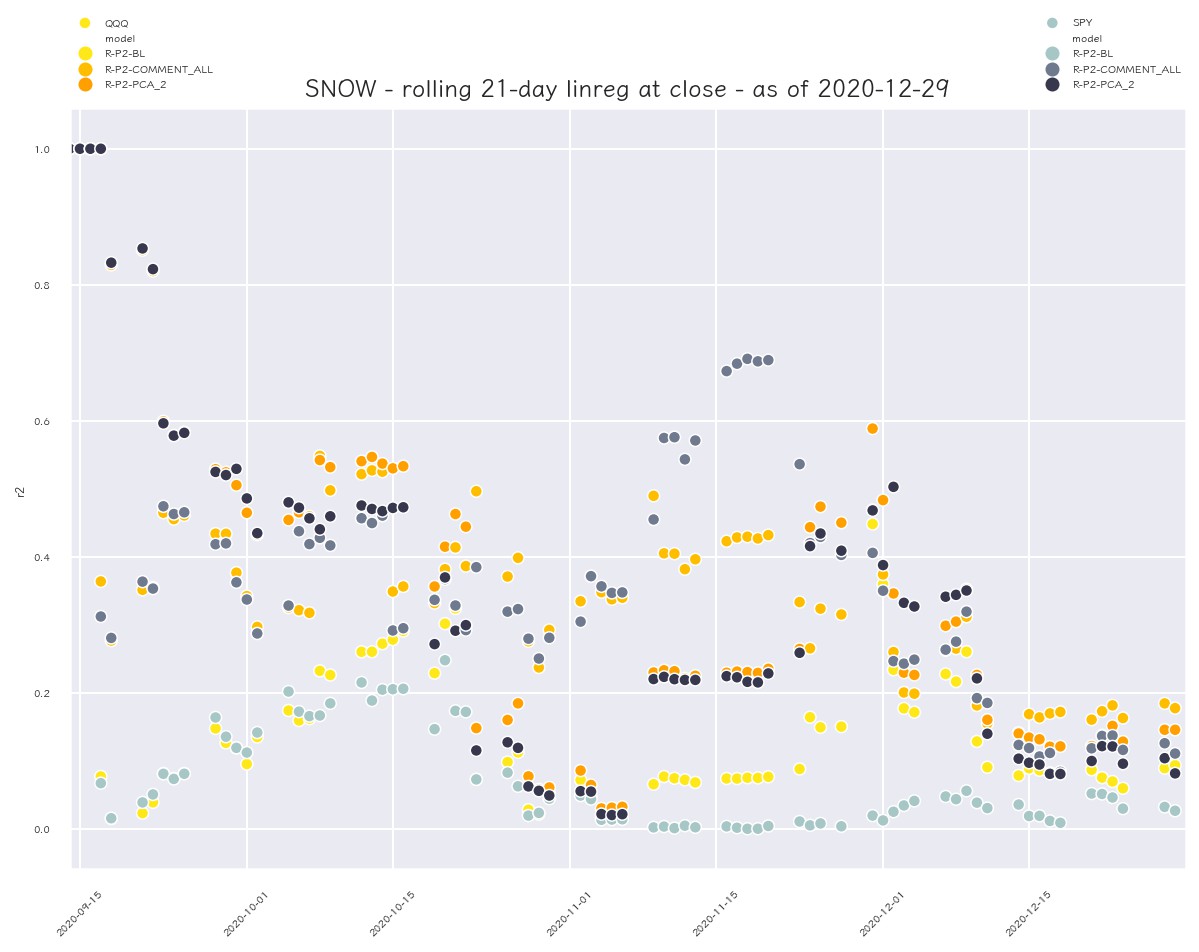 QQQ
model
R-P2-BL
R-P2-COMMENT_ALL
R-P2-PCA_2
SPY
model
R-P2-BL
R-P2-COMMENT_ALL
R-P2-PCA_2
SNOW - rolling 21-day linreg at close - as of 2020-12-29
1.0
0.8
0.6
0.4
0.2
0.0
r2
2020-09-15
2020-10-01
2020-10-15
2020-11-01
2020-11-15
2020-12-01
2020-12-15